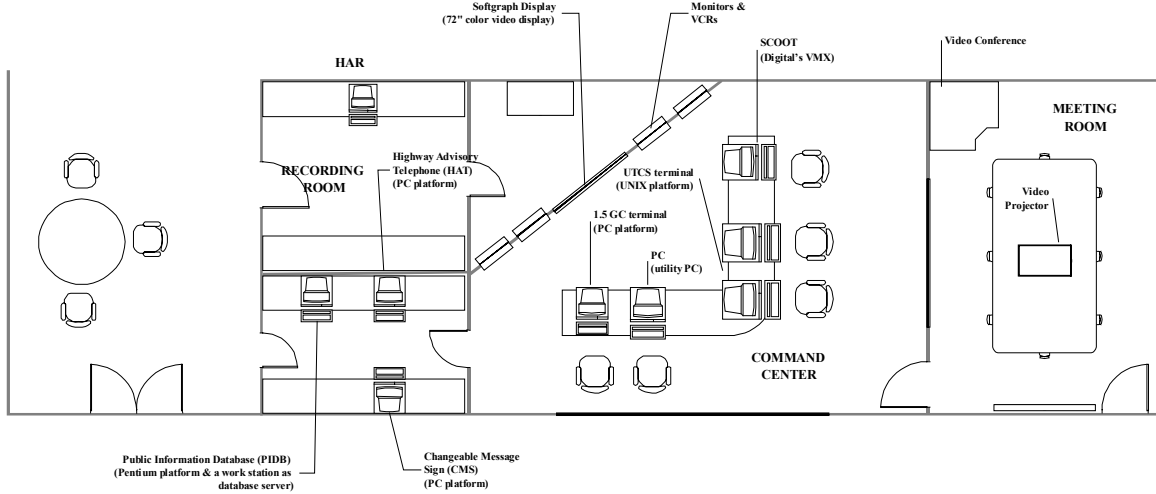 Softgraph Display
(72" color video display)
Monitors &
VCRs
SCOOT
(Digital's VMX)
Video Conference
HAR
MEETING
ROOM
Highway Advisory
Telephone (HAT)
(PC platform)
RECORDING
ROOM
UTCS terminal
(UNIX platform)
Video
Projector
1.5 GC terminal
(PC platform)
PC
(utility PC)
COMMAND
CENTER
Public Information Database (PIDB)
(Pentium platform & a work station as
database server)
Changeable Message
Sign (CMS)
(PC platform)